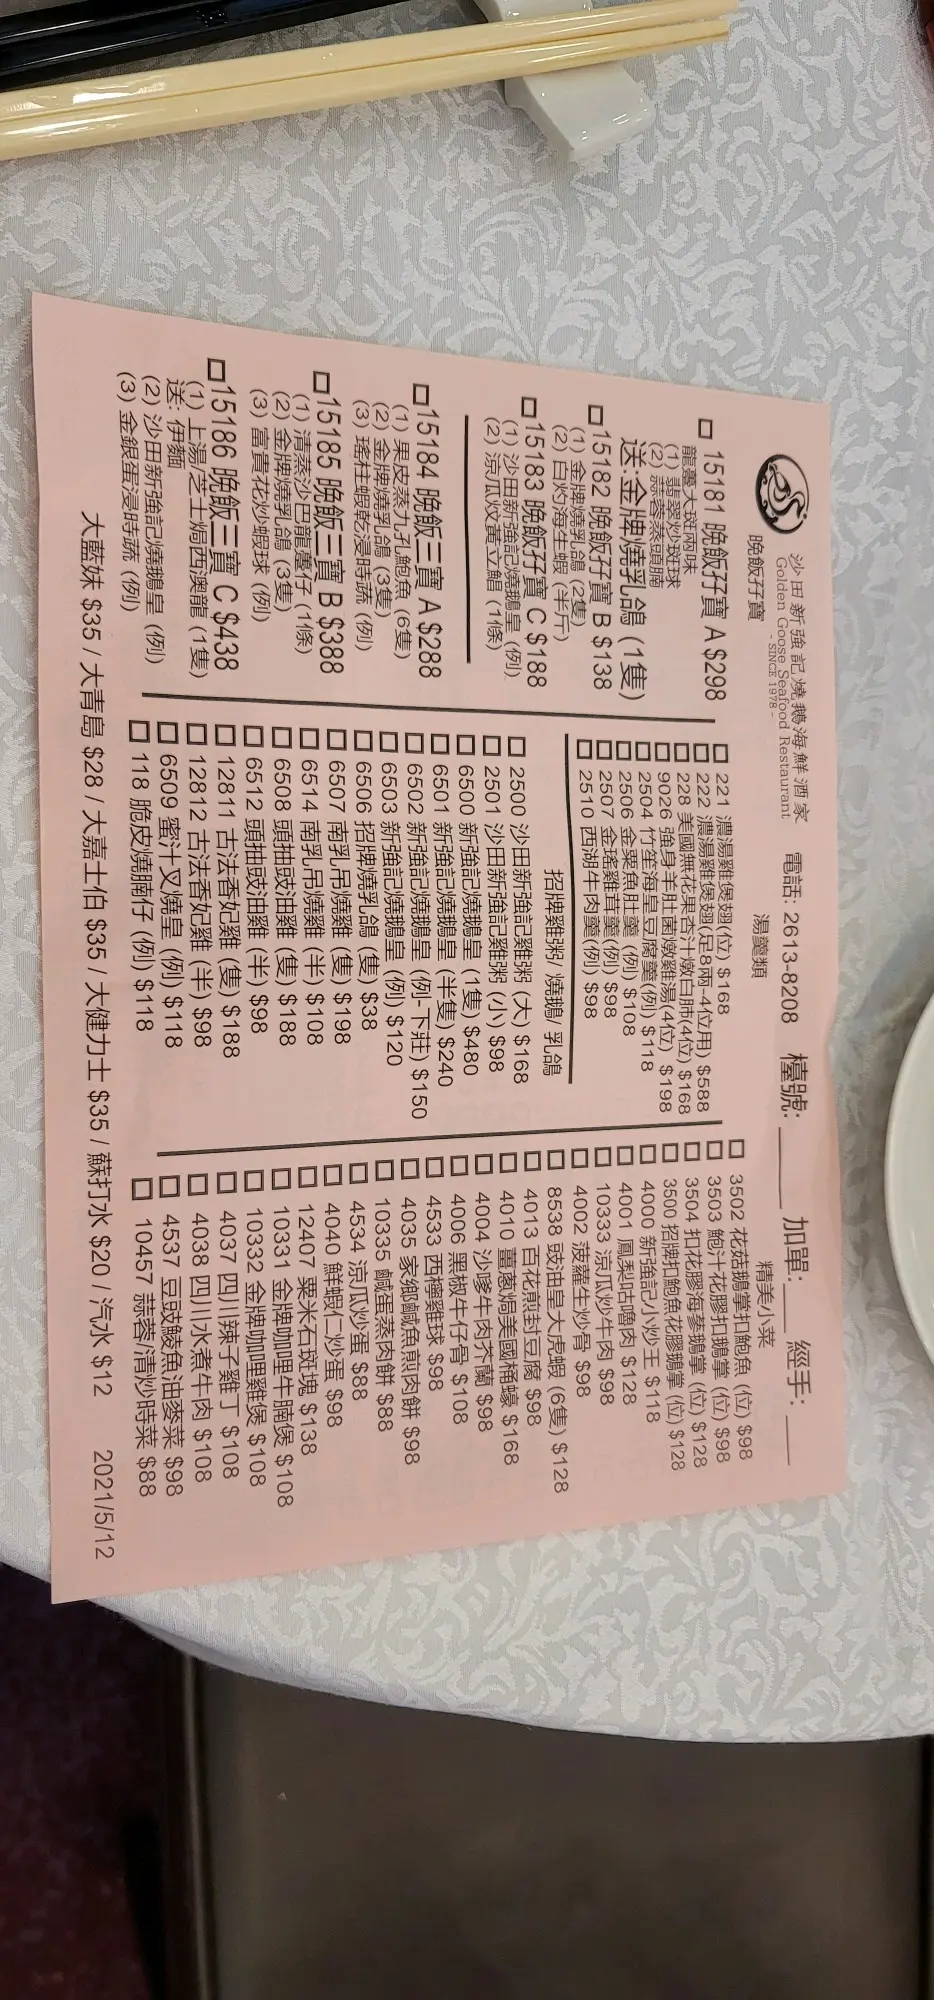 沙田新強記燒鵝海鮮酒家
Golden Goose Seafood Restaurant
- SINCE 1978 -
電話: 2613-8208
檯號: ____
加單: ____
經手: ____
晚飯孖寶
□ 15181 晚飯孖寶 A $298
龍躉大斑兩味
(1) 翡翠炒斑球
(2) 蒜蓉蒸頭腩
送:金牌燒乳鴿 (1隻)
□15182 晚飯孖寶 B $138
(1) 金牌燒乳鴿 (2隻)
(2) 白灼海生蝦 (半斤)
□15183 晚飯孖寶 C $188
(1) 沙田新強記燒鵝皇 (例)
(2) 涼瓜炆黃立鯧 (1條)
□15184 晚飯三寶 A $288
(1) 果皮蒸九孔鮑魚 (6隻)
(2) 金牌燒乳鴿 (3隻)
(3) 瑤柱蝦乾浸時蔬 (例)
□15185 晚飯三寶 B $388
(1) 清蒸沙巴龍躉仔 (1條)
(2) 金牌燒乳鴿 (3隻)
(3) 富貴花炒蝦球 (例)
□15186 晚飯三寶 C $438
(1) 上湯/芝士焗西澳龍 (1隻)
送: 伊麵
(2) 沙田新強記燒鵝皇 (例)
(3) 金銀蛋浸時蔬 (例)
湯羹類
□ 221 濃湯雞煲翅(位) $168
□ 222 濃湯雞煲翅(足8兩-4位用) $588
□ 228 美國無花果杏汁燉白肺(4位) $168
□ 9026 強身羊肚菌燉雞湯(4位) $198
□ 2504 竹笙海皇豆腐羹(例) $118
□ 2506 金粟魚肚羹 (例) $108
□ 2507 金瑤雞茸羹(例) $98
□ 2510 西湖牛肉羹(例) $98
招牌雞粥/ 燒鵝/ 乳鴿
□ 2500 沙田新強記雞粥 (大) $168
□ 2501 沙田新強記雞粥 (小) $98
□ 6500 新強記燒鵝皇 (1隻) $480
□ 6501 新強記燒鵝皇 (半隻) $240
□ 6502 新強記燒鵝皇 (例-下莊) $150
□ 6503 新強記燒鵝皇 (例) $120
□ 6506 招牌燒乳鴿 (隻) $38
□ 6507 南乳吊燒雞 (隻) $198
□ 6514 南乳吊燒雞 (半) $108
□ 6508 頭抽豉油雞 (隻) $188
□ 6512 頭抽豉油雞 (半) $98
□ 12811 古法香妃雞 (隻) $188
□ 12812 古法香妃雞 (半) $98
□ 6509 蜜汁叉燒皇 (例) $118
□ 118 脆皮燒腩仔 (例) $118
精美小菜
□ 3502 花菇鵝掌扣鮑魚 (位) $98
□ 3503 鮑汁花膠扣鵝掌 (位) $98
□ 3504 扣花膠海參鵝掌 (位) $128
□ 3500 招牌扣鮑魚花膠鵝掌 (位) $128
□ 4000 新強記小炒王 $118
□ 4001 鳳梨咕嚕肉 $128
□ 10333 涼瓜炒牛肉 $98
□ 4002 菠蘿生炒骨 $98
□ 8538 豉油皇大虎蝦 (6隻) $128
□ 4013 百花煎封豆腐 $98
□ 4010 薑蔥焗美國桶蠔 $168
□ 4004 沙嗲牛肉芥蘭 $98
□ 4006 黑椒牛仔骨 $108
□ 4533 西檸雞球 $98
□ 4035 家鄉鹹魚煎肉餅 $98
□ 10335 鹹蛋蒸肉餅 $88
□ 4534 涼瓜炒蛋 $88
□ 4040 鮮蝦仁炒蛋 $98
□ 12407 粟米石斑塊 $138
□ 10331 金牌咖哩牛腩煲 $108
□ 10332 金牌咖哩雞煲 $108
□ 4037 四川辣子雞丁 $108
□ 4038 四川水煮牛肉 $108
□ 4537 豆豉鯪魚油麥菜 $98
□ 10457 蒜蓉/清炒時菜 $88
大藍妹 $35 / 大青島 $28 / 大嘉士伯 $35 / 大健力士 $35 / 蘇打水 $20 / 汽水 $12 2021/5/12